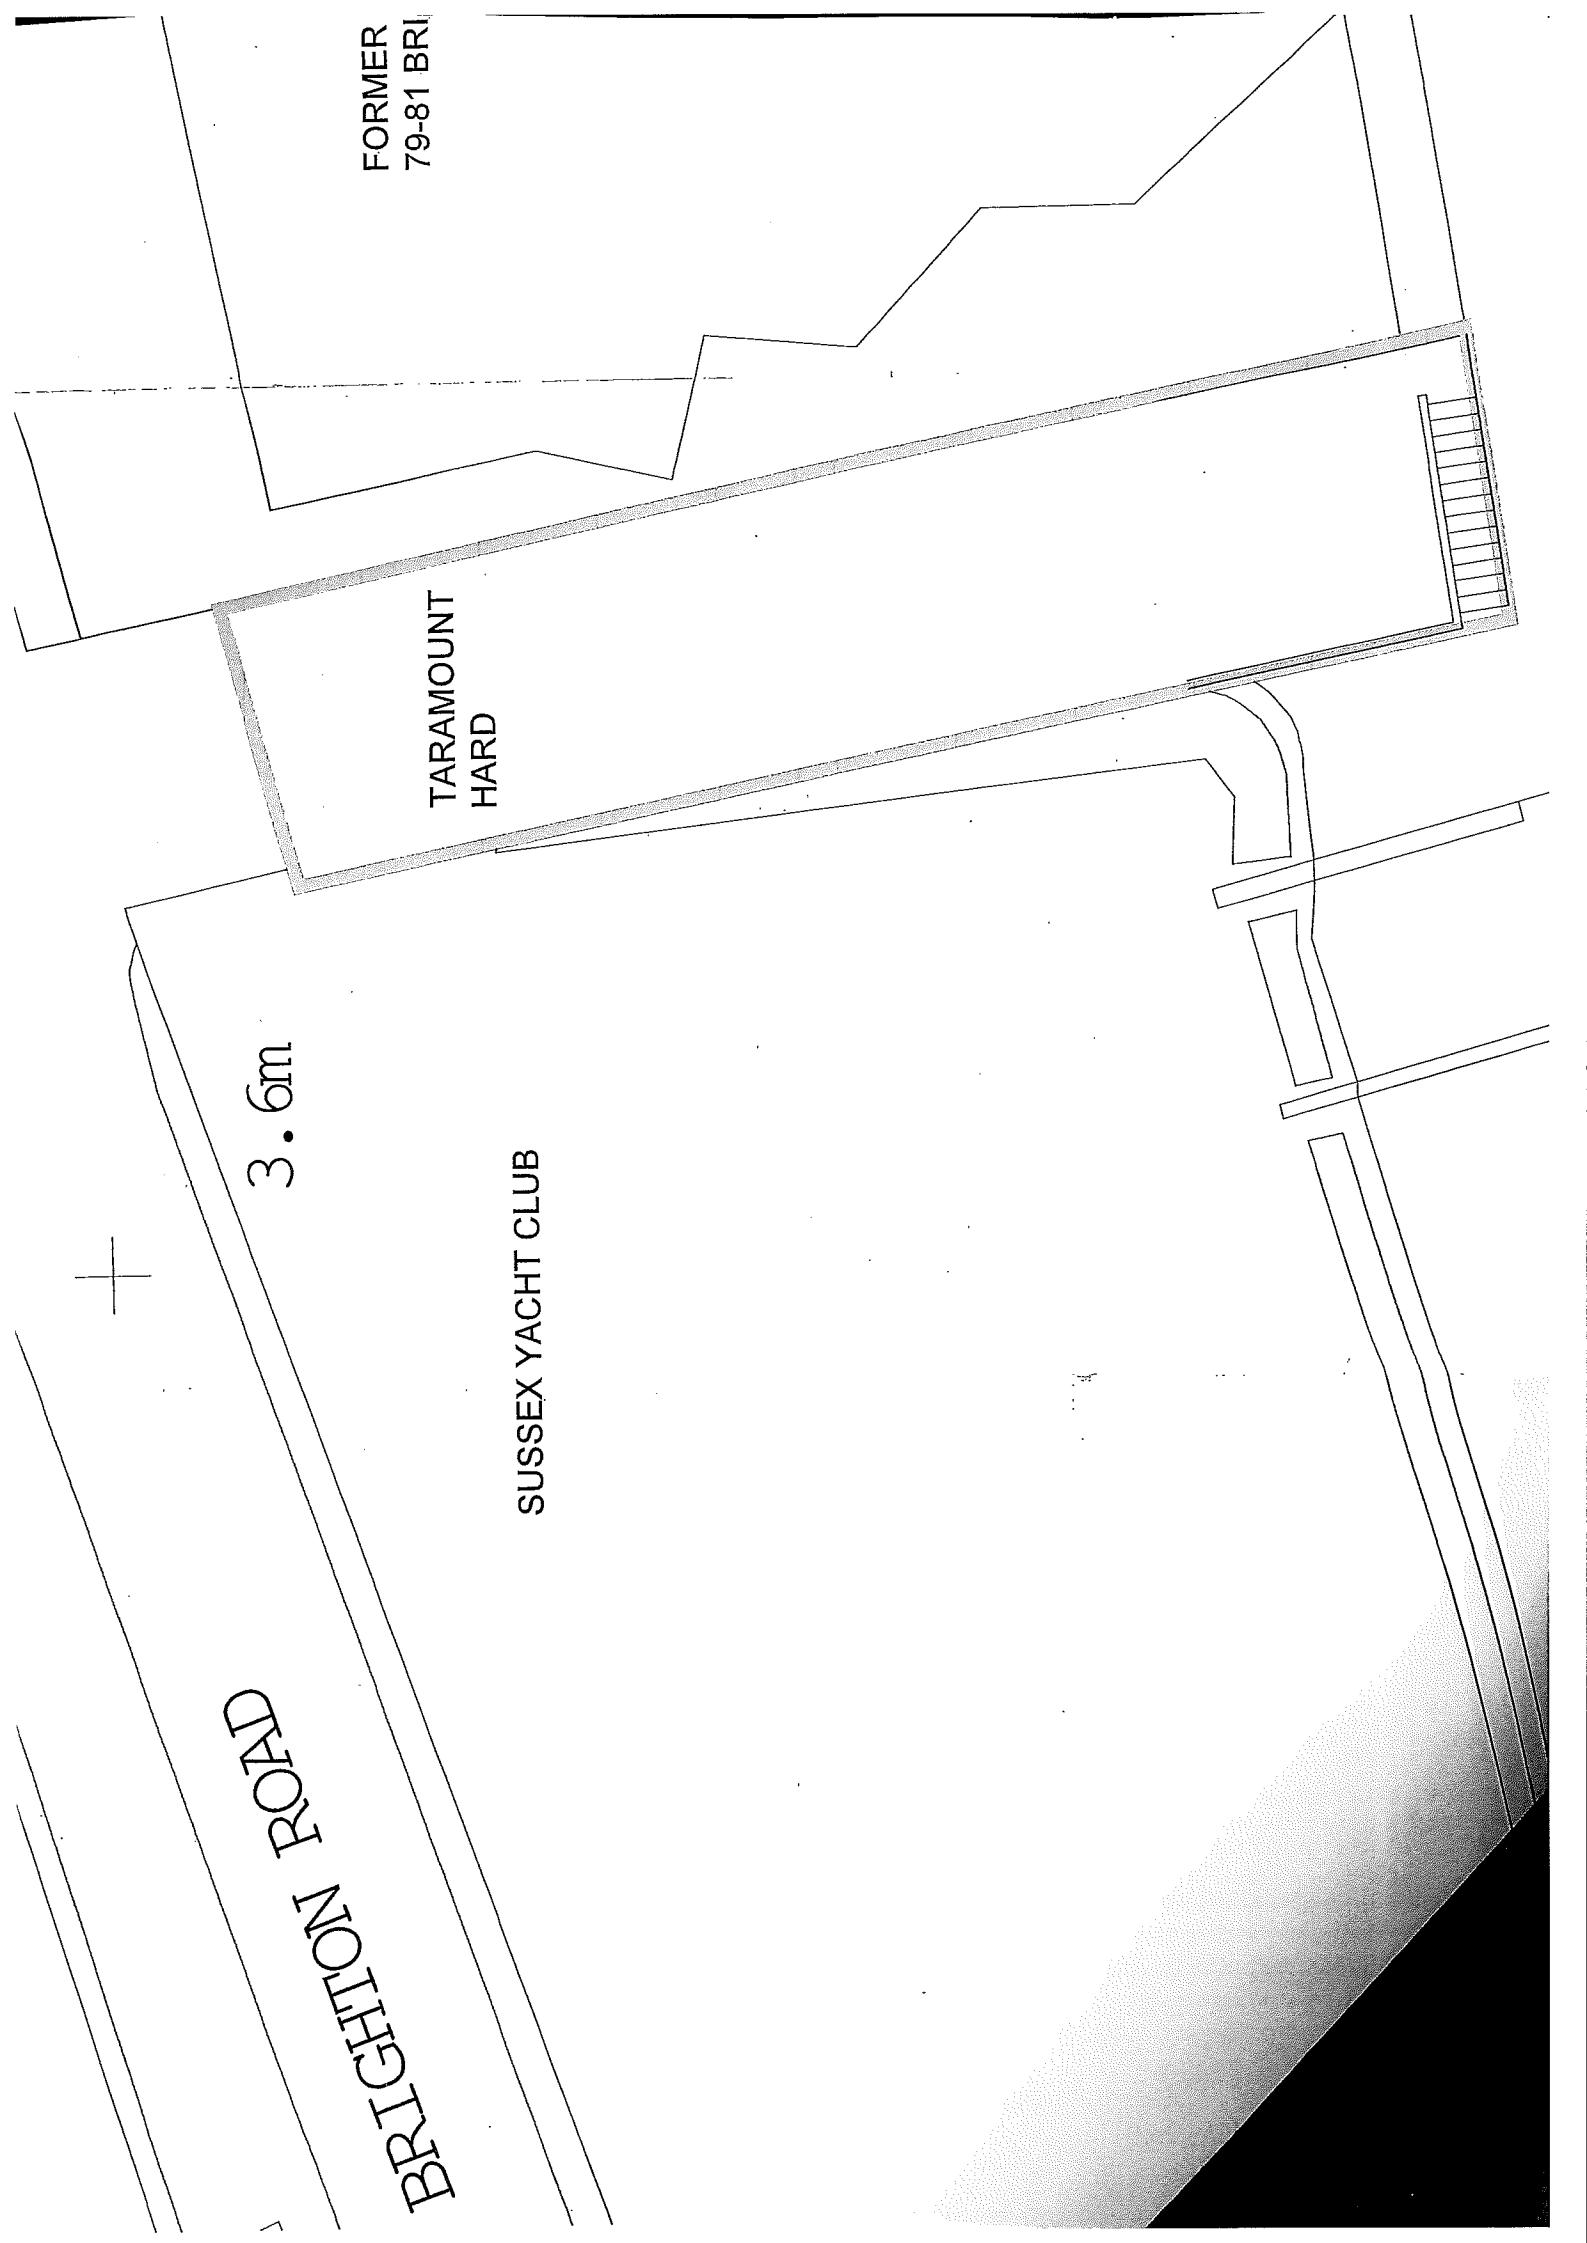 FORMER
79-81 BRI
TARAMOUNT
HARD
3.6m
SUSSEX YACHT CLUB
BRIGHTON ROAD